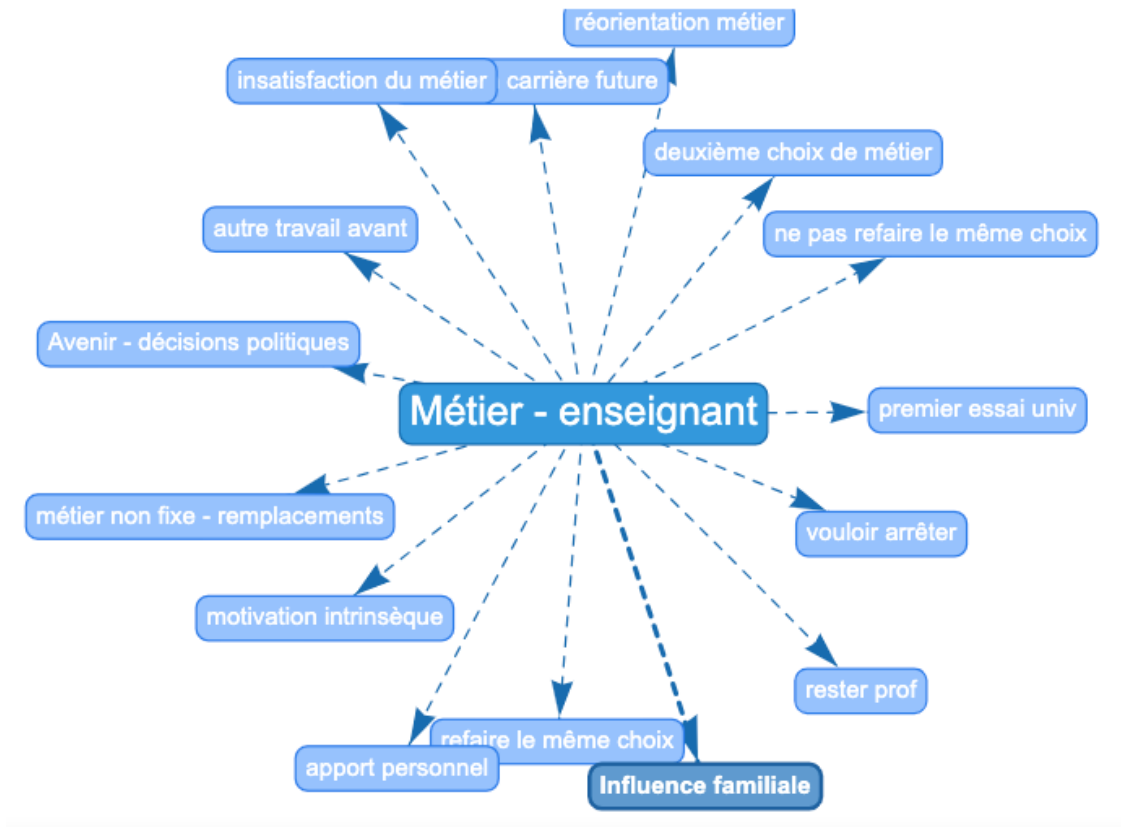 réorientation métier
insatisfaction du métier
carrière future
deuxième choix de métier
autre travail avant
ne pas refaire le même choix
Avenir - décisions politiques
Métier - enseignant
premier essai univ
métier non fixe - remplacements
vouloir arrêter
motivation intrinsèque
rester prof
refaire le même choix
apport personnel
Influence familiale